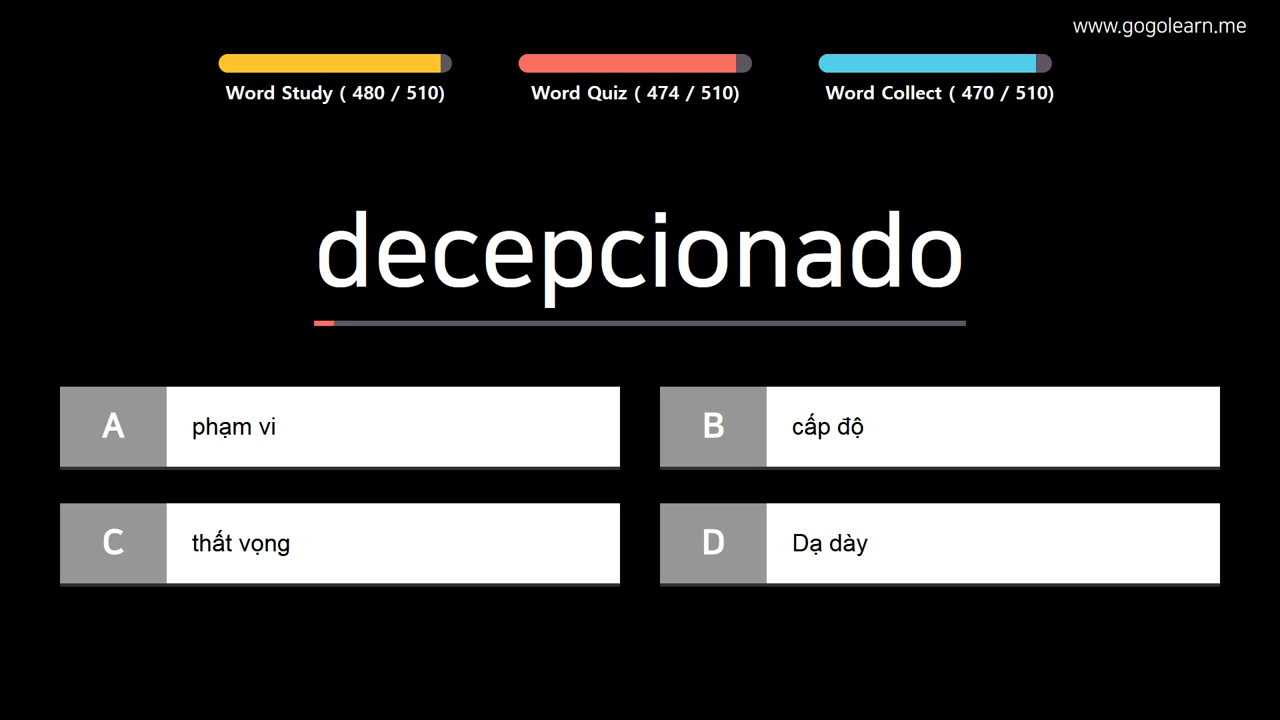 www.gogolearn.me
Word Study ( 480 / 510)
Word Quiz ( 474 / 510)
Word Collect ( 470 / 510)
decepcionado
A phạm vi
B cấp độ
C thất vọng
D Dạ dày